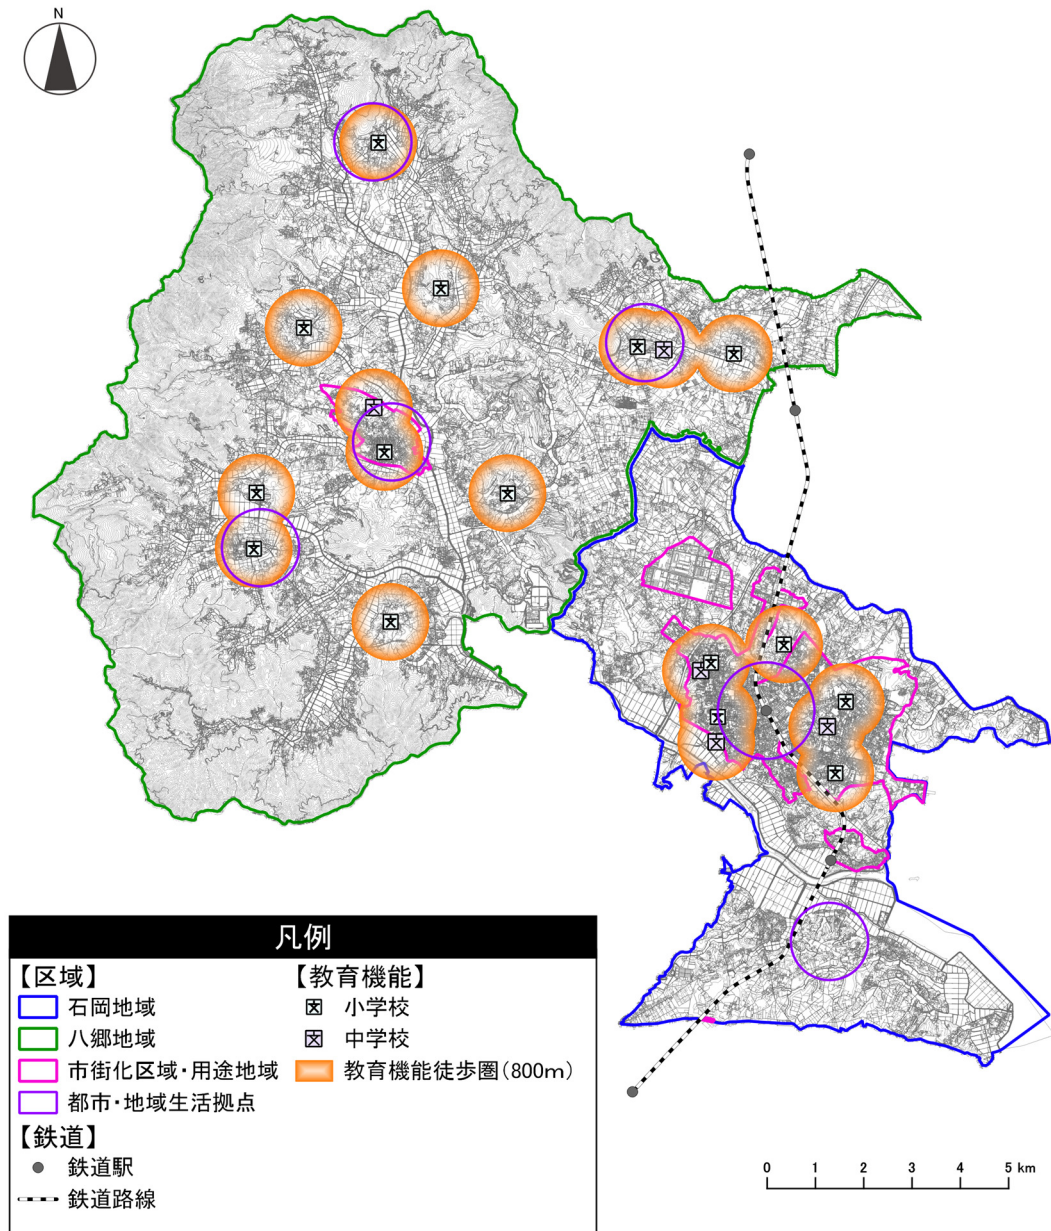 N
凡例
【区域】
石岡地域
八郷地域
市街化区域・用途地域
都市・地域生活拠点
【鉄道】
鉄道駅
鉄道路線
【教育機能】
小学校
中学校
教育機能徒歩圏(800m)
0 1 2 3 4 5 km